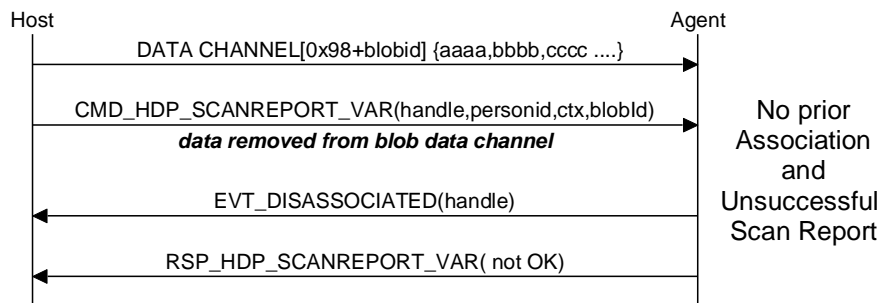 Host
Agent
DATA CHANNEL[0x98+blobid] {aaaa,bbbb,cccc ....}
CMD_HDP_SCANREPORT_VAR(handle,personid,ctx,blobId)
data removed from blob data channel
EVT_DISASSOCIATED(handle)
RSP_HDP_SCANREPORT_VAR( not OK)
No prior
Association
and
Unsuccessful
Scan Report